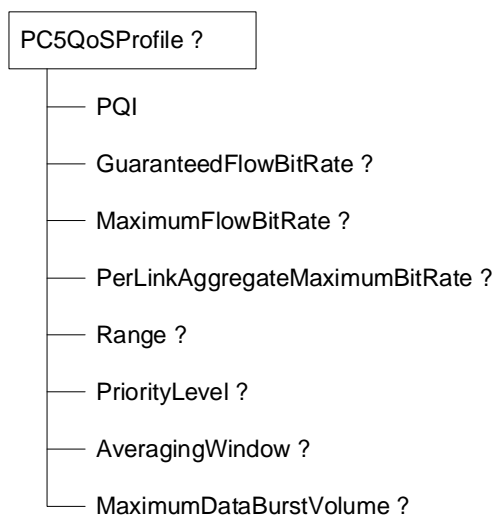 PC5QoSProfile ?
PQI
GuaranteedFlowBitRate ?
MaximumFlowBitRate ?
PerLinkAggregateMaximumBitRate ?
Range ?
PriorityLevel ?
AveragingWindow ?
MaximumDataBurstVolume ?